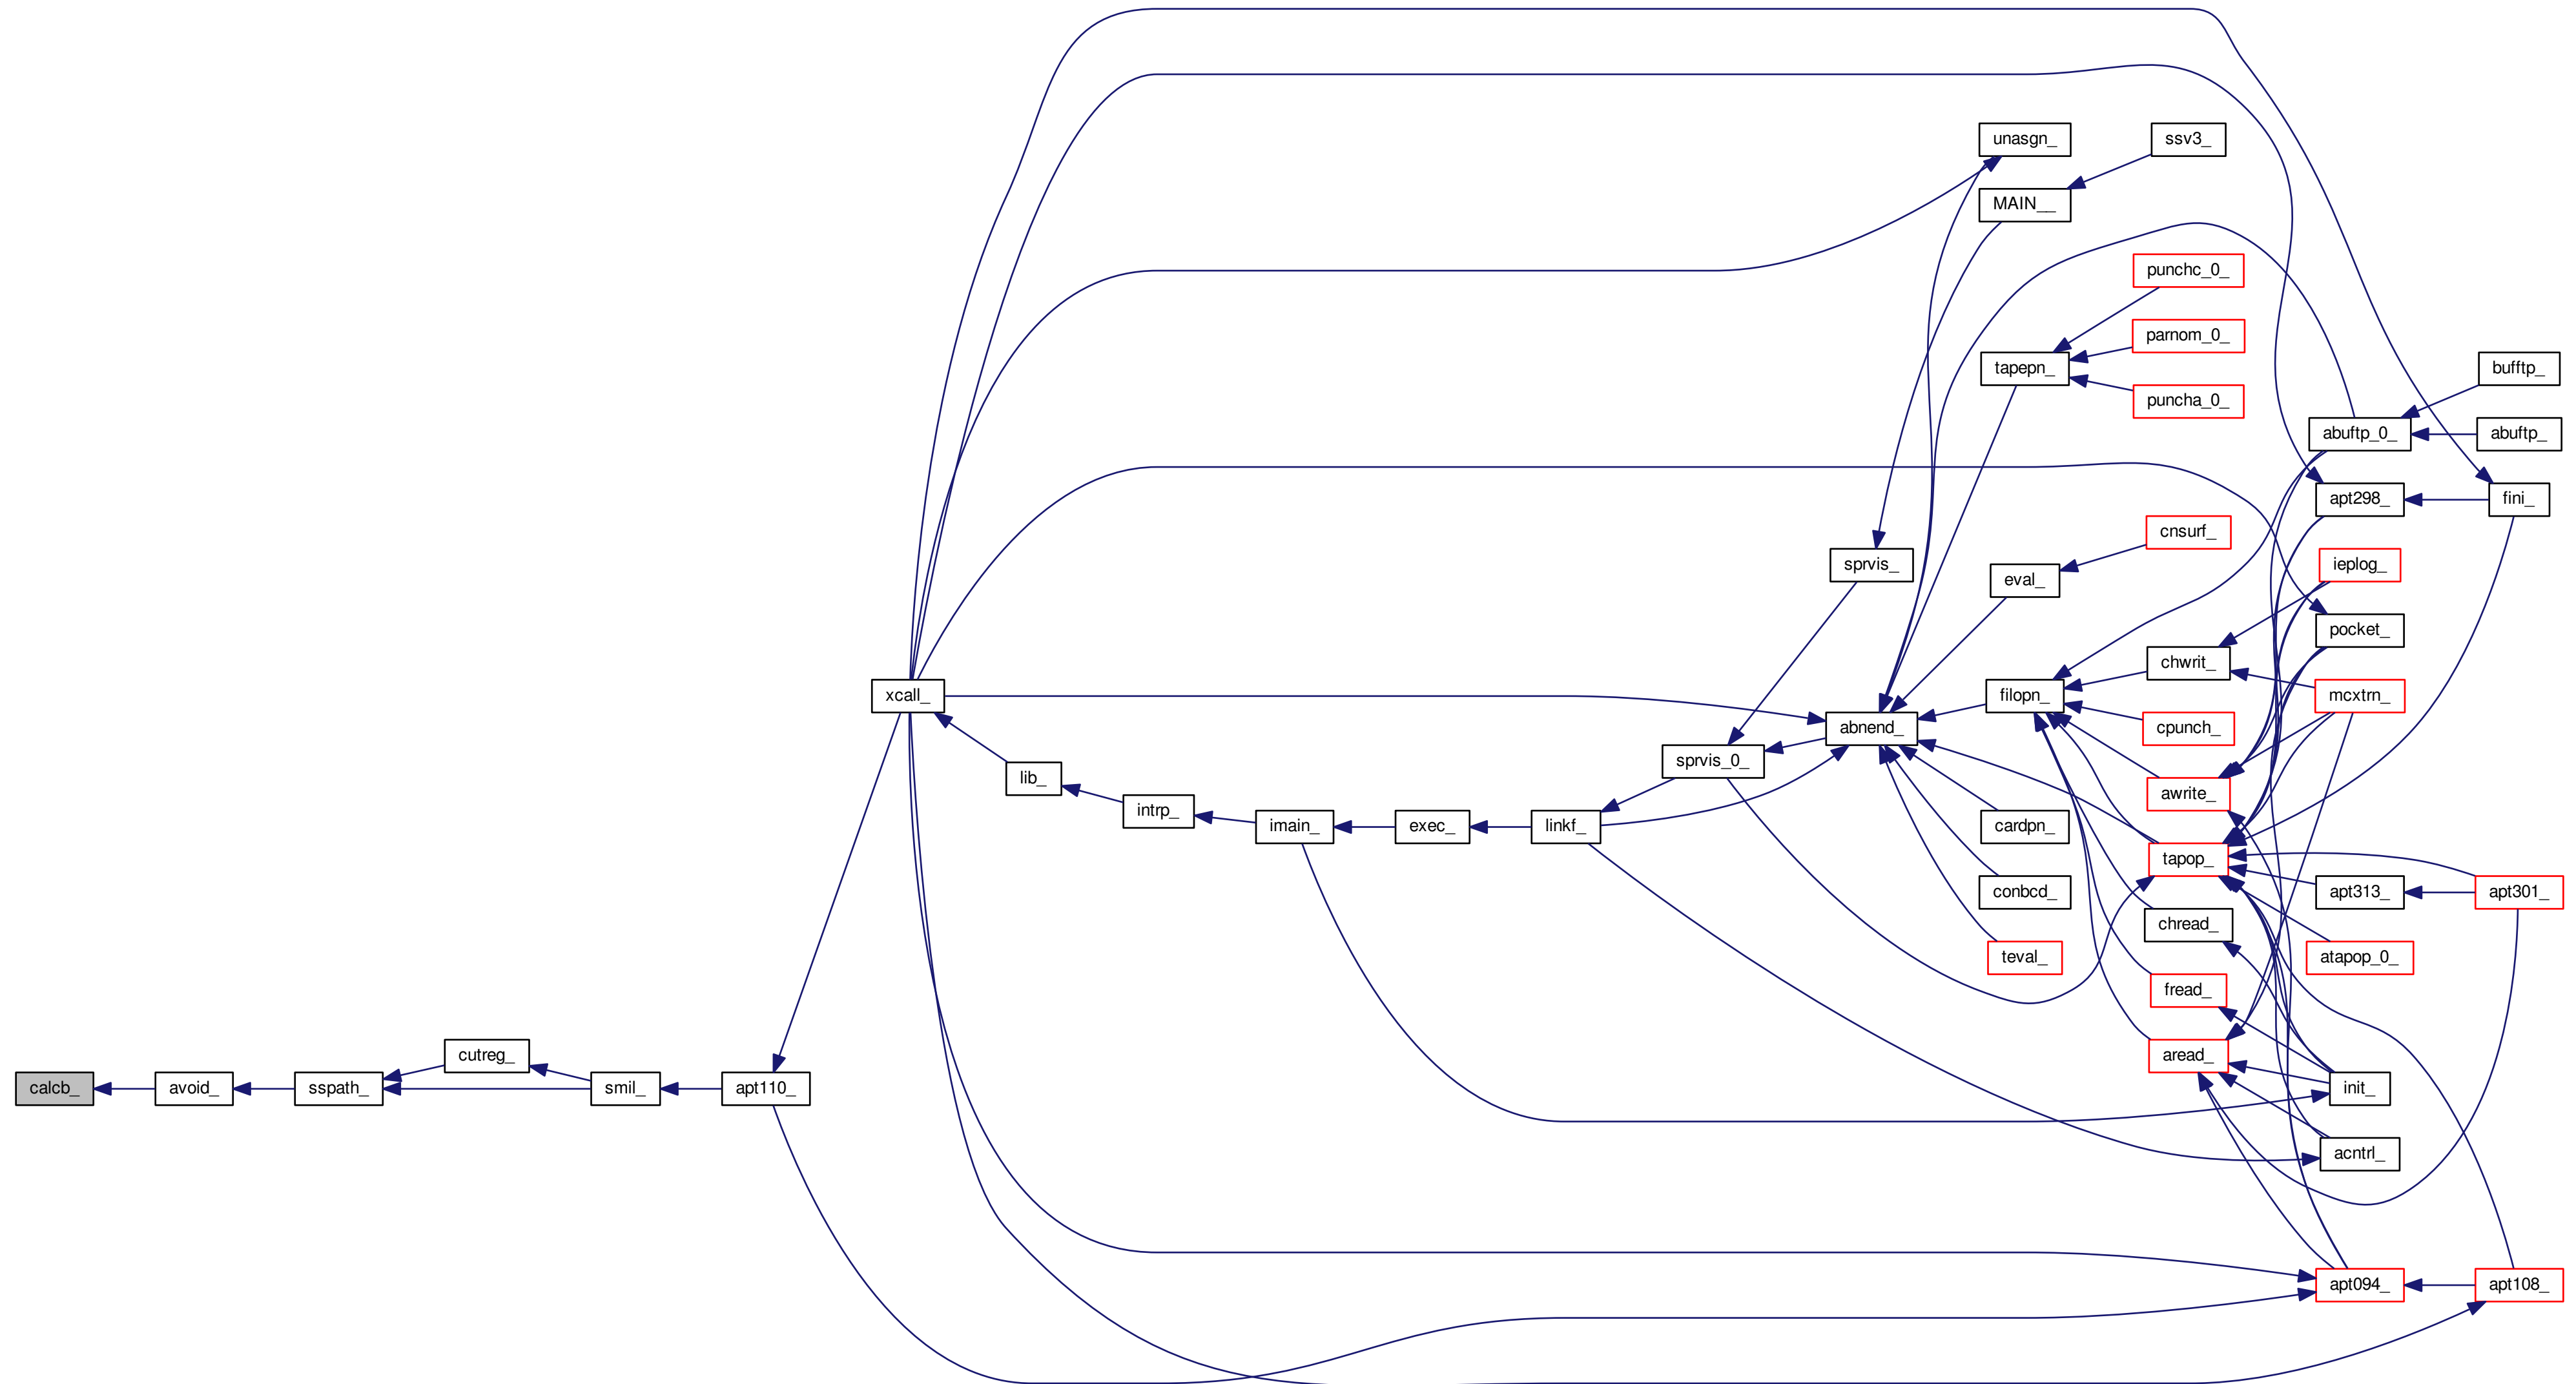 unasgn_
ssv3_
MAIN__
punchc_0_
parnom_0_
tapepn_
bufftp_
puncha_0_
abuftp_0_
abuftp_
apt298_
fini_
cnsurf_
sprvis_
eval_
ieplog_
pocket_
chwrit_
xcall_
filopn_
mcxtrn_
abnend_
cpunch_
sprvis_0_
lib_
awrite_
intrp_
imain_
exec_
linkf_
cardpn_
tapop_
conbcd_
apt313_
apt301_
chread_
teval_
atapop_0_
fread_
cutreg_
aread_
calcb_
avoid_
sspath_
smil_
apt110_
init_
acntrl_
apt094_
apt108_